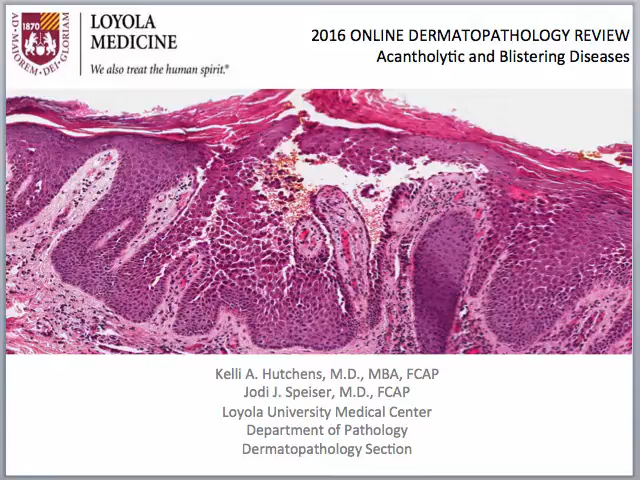 1870
AD·MAJOREM·DEI·GLORIAM
LOYOLA
MEDICINE
We also treat the human spirit.®
2016 ONLINE DERMATOPATHOLOGY REVIEW
Acantholytic and Blistering Diseases
Kelli A. Hutchens, M.D., MBA, FCAP
Jodi J. Speiser, M.D., FCAP
Loyola University Medical Center
Department of Pathology
Dermatopathology Section